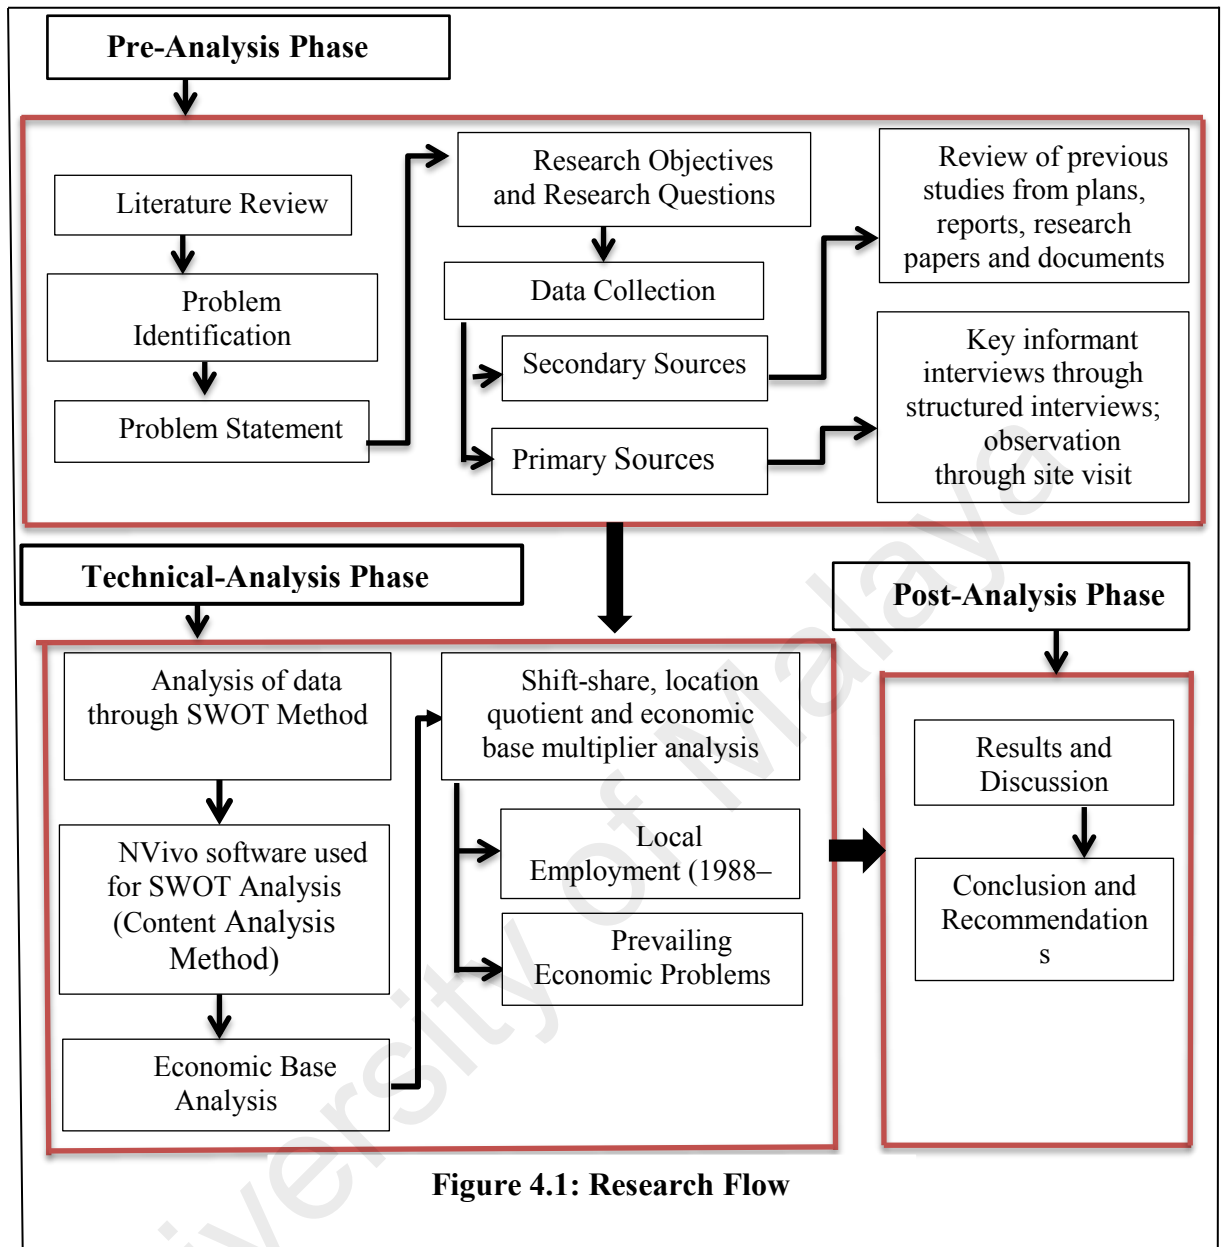 Pre-Analysis Phase
Literature Review
Problem
Identification
Problem Statement
Research Objectives
and Research Questions
Data Collection
Secondary Sources
Primary Sources
Review of previous
studies from plans,
reports, research
papers and documents
Key informant
interviews through
structured interviews;
observation
through site visit
Technical-Analysis Phase
Analysis of data
through SWOT Method
NVivo software used
for SWOT Analysis
(Content Analysis
Method)
Economic Base
Analysis
Shift-share, location
quotient and economic
base multiplier analysis
Local
Employment (1988–
Prevailing
Economic Problems
Post-Analysis Phase
Results and
Discussion
Conclusion and
Recommendation
s
Figure 4.1: Research Flow
versity of Malaya